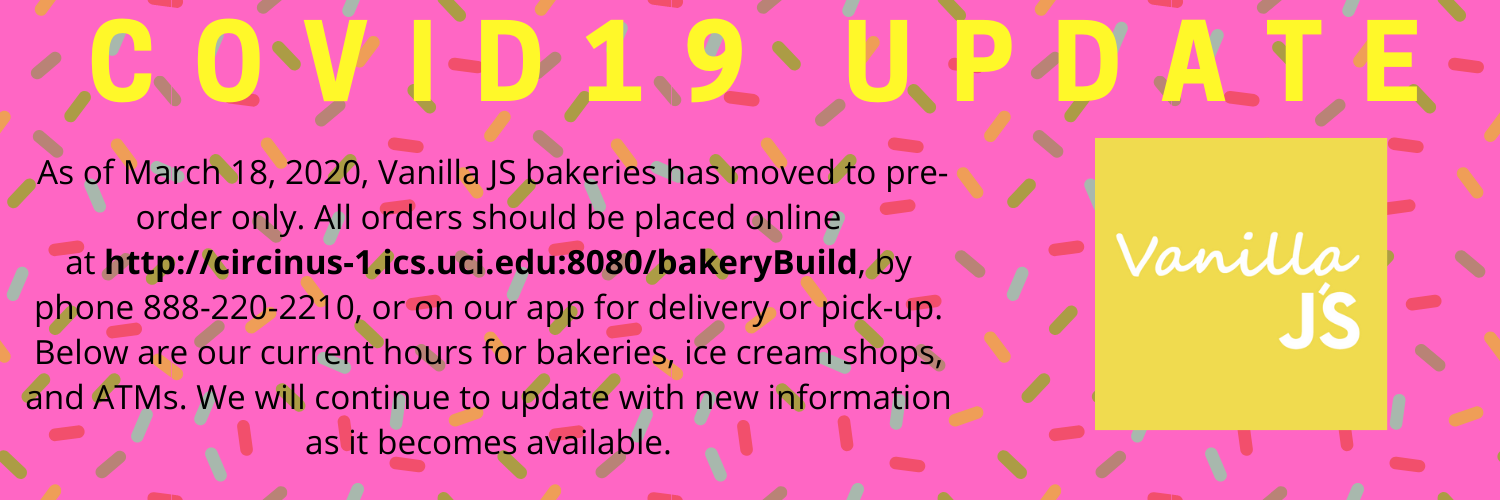 COVID19 UPDATE
As of March 18, 2020, Vanilla JS bakeries has moved to pre-
order only. All orders should be placed online
at http://circinus-1.ics.uci.edu:8080/bakeryBuild, by
phone 888-220-2210, or on our app for delivery or pick-up.
Below are our current hours for bakeries, ice cream shops,
and ATMs. We will continue to update with new information
as it becomes available.
Vanilla
JS